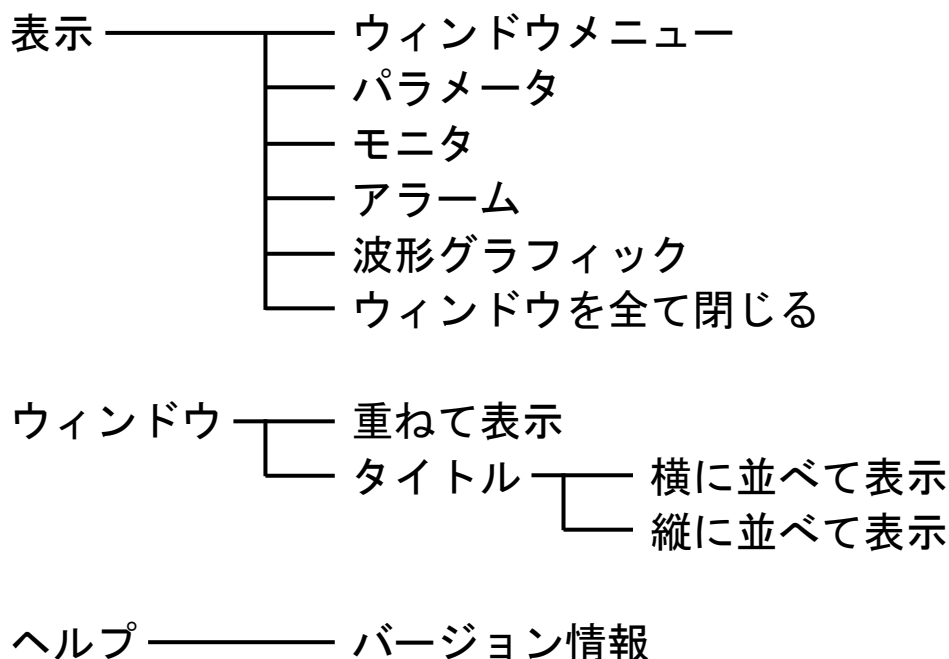 表示 ウィンドウメニュー
パラメータ
モニタ
アラーム
波形グラフィック
ウィンドウを全て閉じる
ウィンドウ 重ねて表示
タイトル 横に並べて表示
縦に並べて表示
ヘルプ バージョン情報